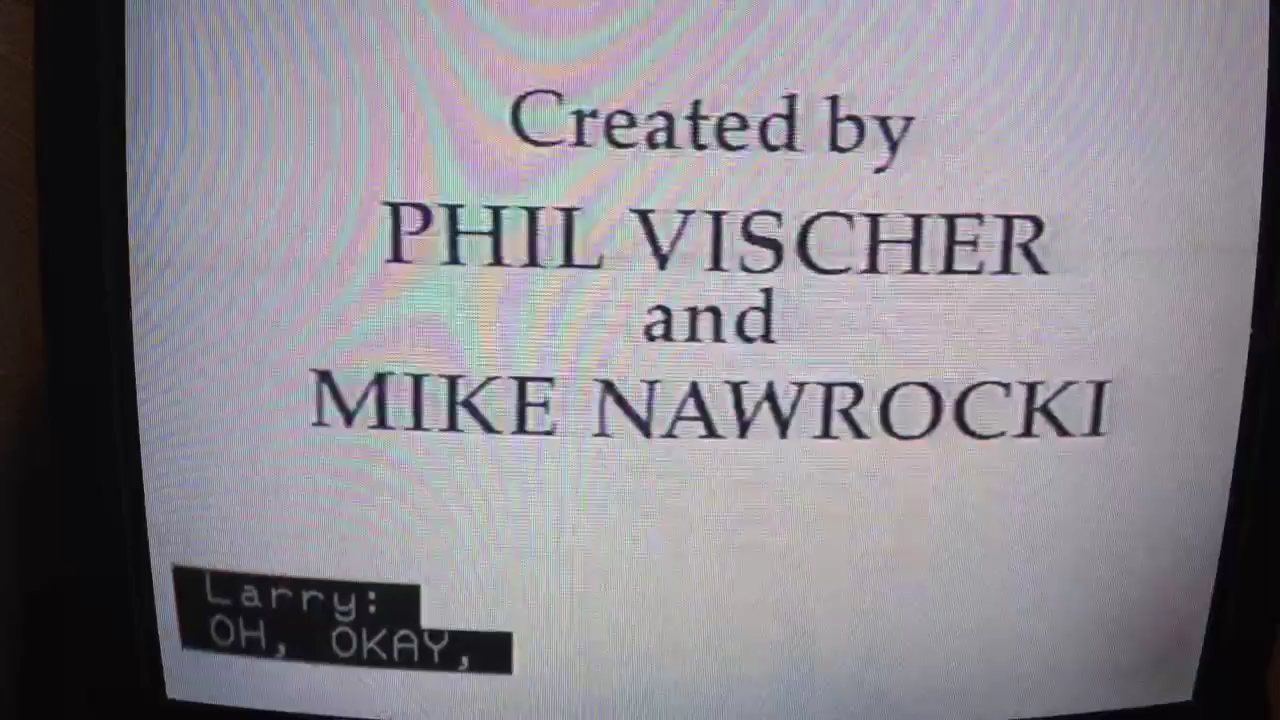 Created by
PHIL VISCHER
and
MIKE NAWROCKI
Larry:
OH, OKAY,